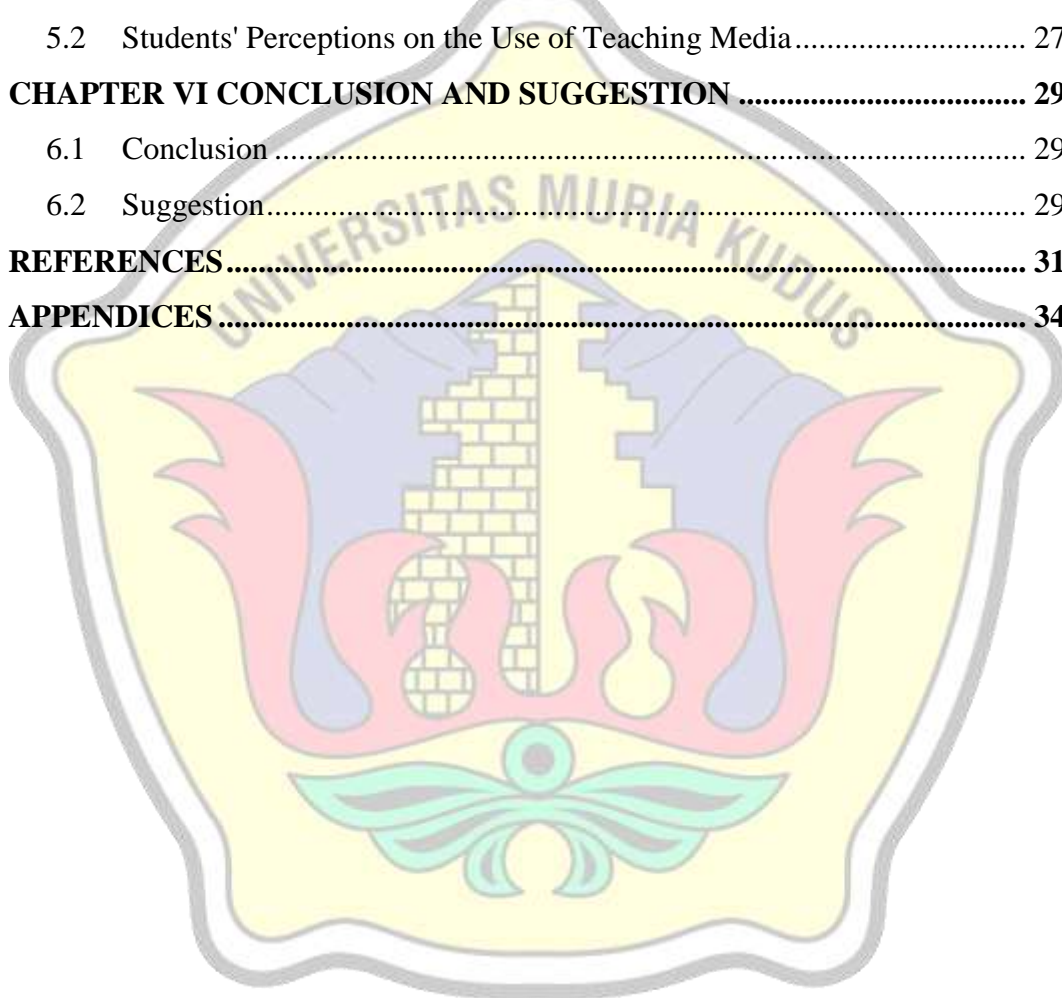 5.2 Students' Perceptions on the Use of Teaching Media............................ 27
CHAPTER VI CONCLUSION AND SUGGESTION .................................. 29
6.1 Conclusion ................................................................................. 29
6.2 Suggestion.................................................................................. 29
REFERENCES............................................................................................ 31
APPENDICES ............................................................................................ 34
UNIVERSITAS MURIA KUDUS